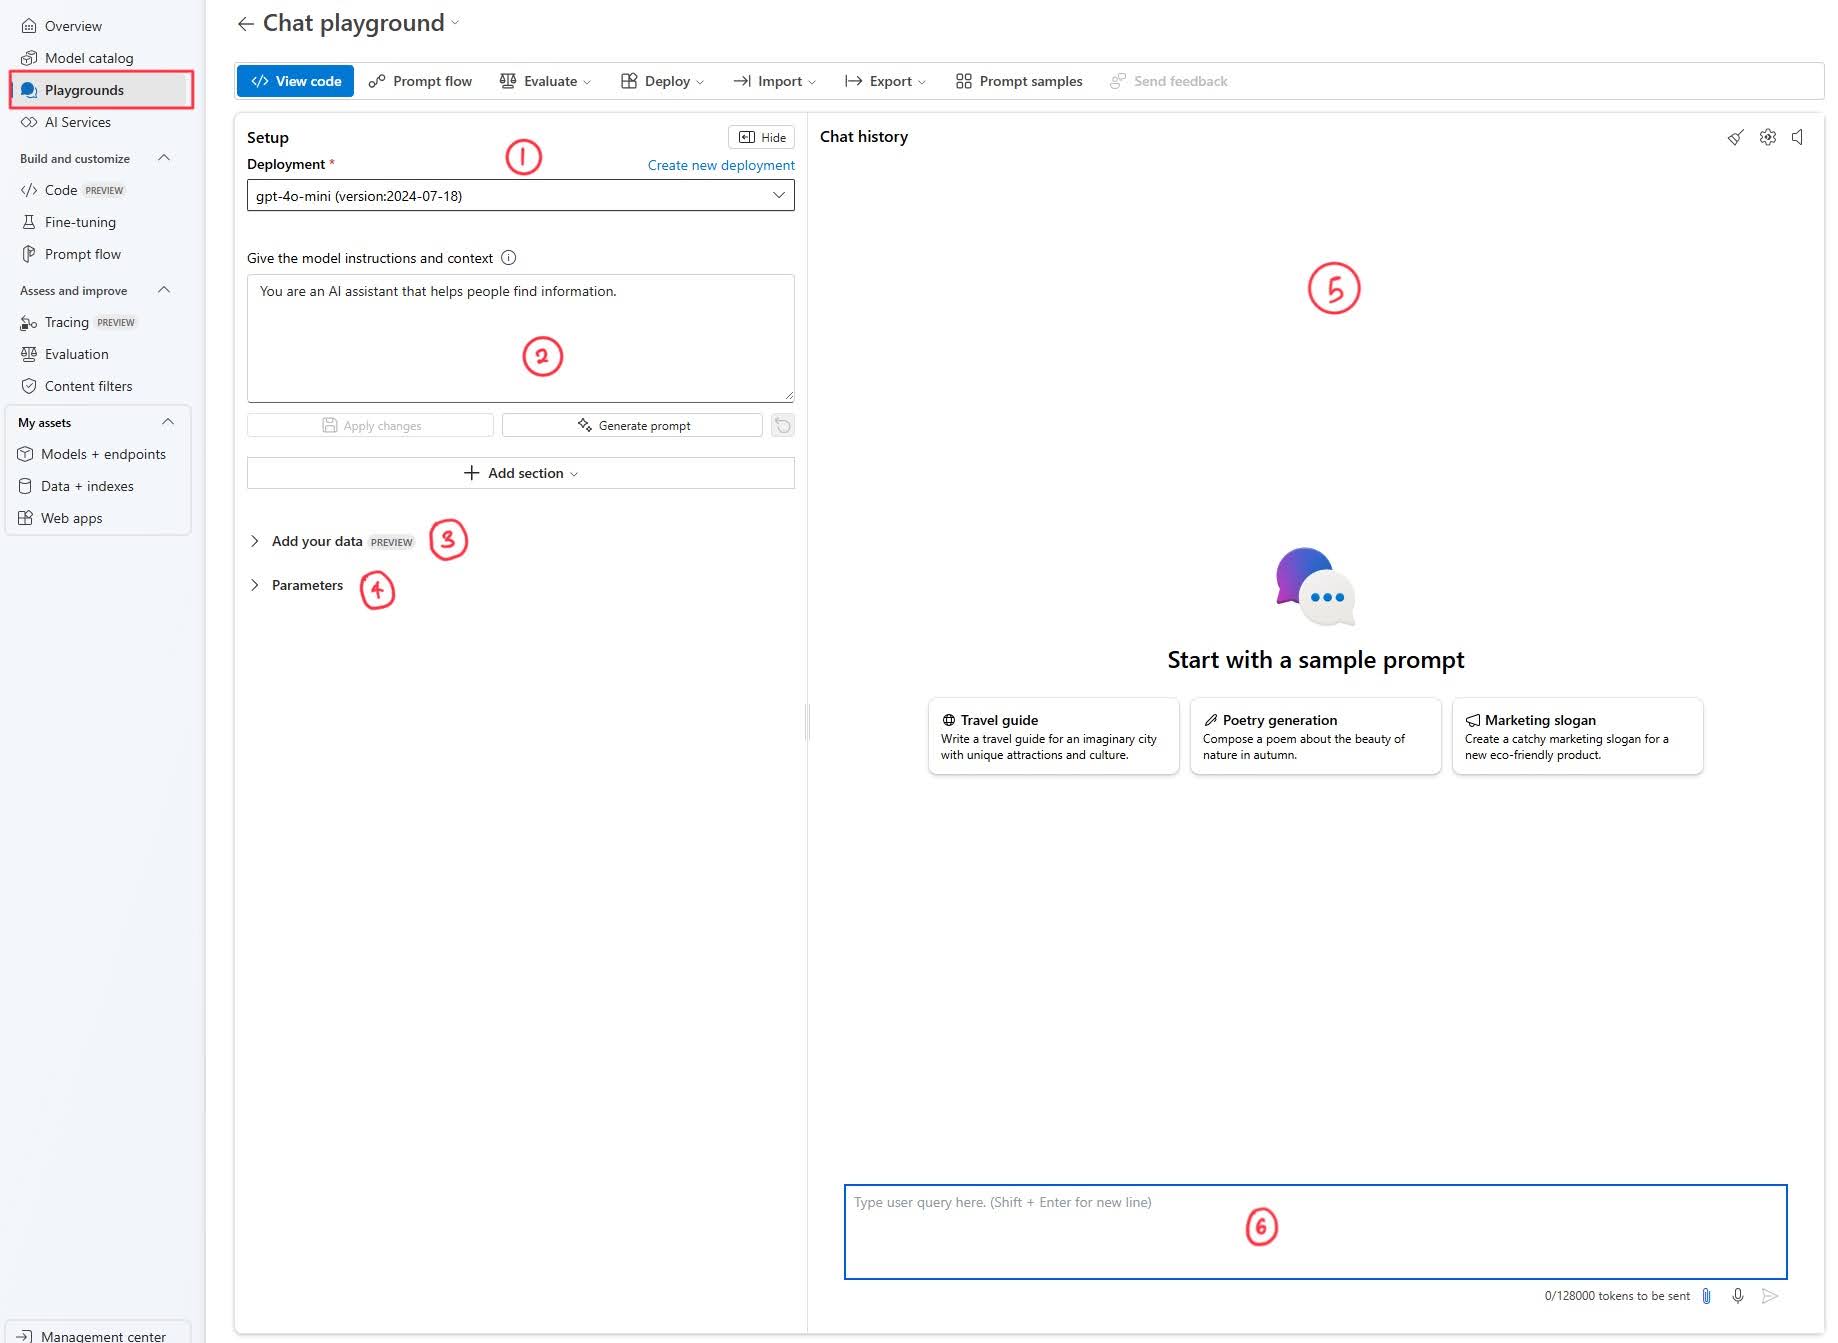 Overview
Model catalog
Playgrounds
AI Services
Build and customize
Code PREVIEW
Fine-tuning
Prompt flow
Assess and improve
Tracing PREVIEW
Evaluation
Content filters
My assets
Models + endpoints
Data + indexes
Web apps
Management center
Chat playground
View code Prompt flow Evaluate Deploy Import Export Prompt samples Send feedback
Setup Hide
Deployment * 1 Create new deployment
gpt-4o-mini (version:2024-07-18)
Give the model instructions and context
You are an AI assistant that helps people find information.
2
Apply changes Generate prompt
Add section
Add your data PREVIEW 3
Parameters 4
Chat history
5
Start with a sample prompt
Travel guide
Write a travel guide for an imaginary city
with unique attractions and culture.
Poetry generation
Compose a poem about the beauty of
nature in autumn.
Marketing slogan
Create a catchy marketing slogan for a
new eco-friendly product.
Type user query here. (Shift + Enter for new line)
6
0/128000 tokens to be sent